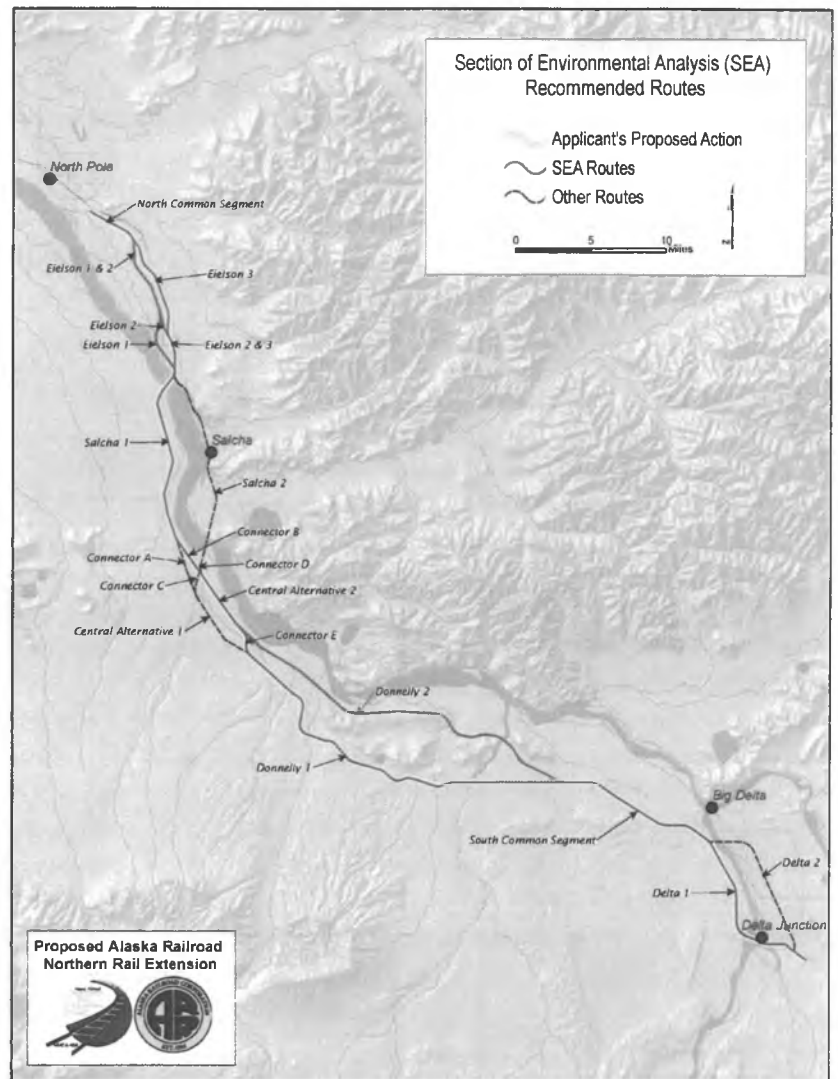 Section of Environmental Analysis (SEA)
Recommended Routes
Applicant's Proposed Action
SEA Routes
Other Routes
0 5 10
Miles
North Pole
North Common Segment
Eielson 1 & 2
Eielson 3
Eielson 2
Eielson 1
Eielson 2 & 3
Salcha 1
Salcha
Salcha 2
Connector B
Connector A
Connector D
Connector C
Central Alternative 2
Central Alternative 1
Connector E
Donnelly 2
Donnelly 1
Big Delta
South Common Segment
Delta 2
Delta 1
Delta Junction
Proposed Alaska Railroad
Northern Rail Extension